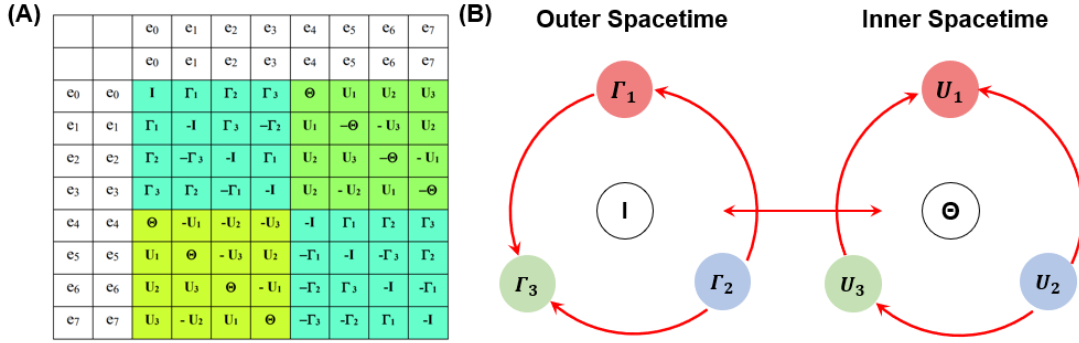 (A)
e0 e1 e2 e3 e4 e5 e6 e7
e0 e1 e2 e3 e4 e5 e6 e7
e0 e0 I Γ1 Γ2 Γ3 Θ U1 U2 U3
e1 e1 Γ1 -I Γ3 –Γ2 U1 –Θ - U3 U2
e2 e2 Γ2 –Γ3 -I Γ1 U2 U3 –Θ - U1
e3 e3 Γ3 Γ2 –Γ1 -I U2 - U2 U1 –Θ
e4 e4 Θ -U1 -U2 -U3 -I Γ1 Γ2 Γ3
e5 e5 U1 Θ - U3 U2 –Γ1 -I -Γ3 Γ2
e6 e6 U2 U3 Θ - U1 –Γ2 Γ3 -I -Γ1
e7 e7 U3 - U2 U1 Θ –Γ3 -Γ2 Γ1 -I
(B)
Outer Spacetime
Γ1
I
Γ3
Γ2
Inner Spacetime
U1
Θ
U3
U2